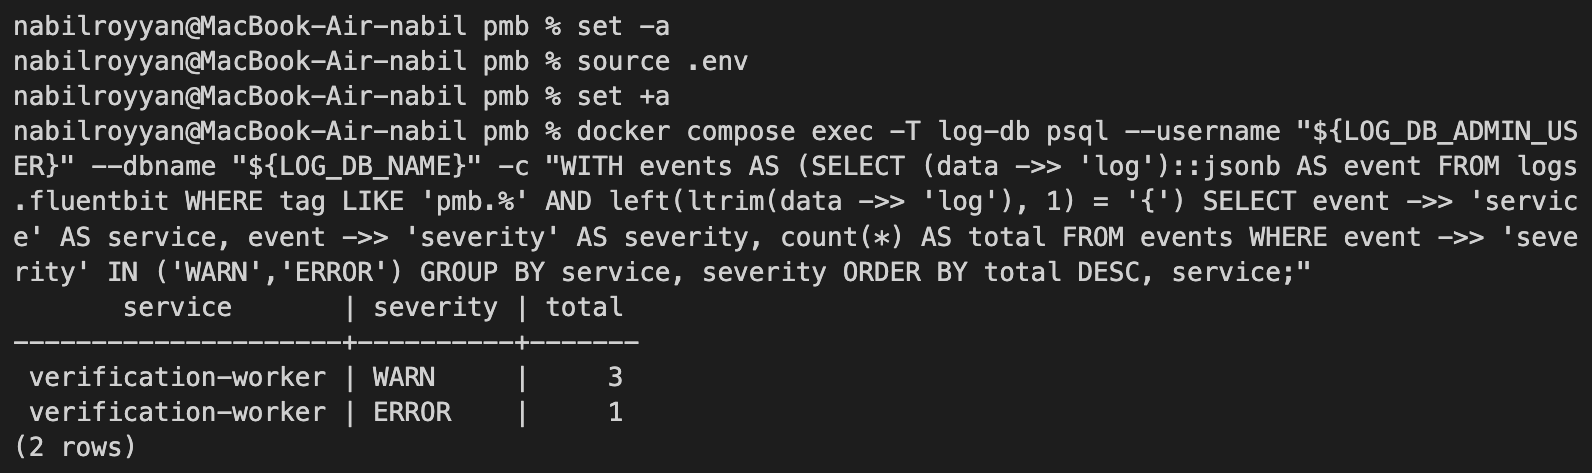 nabilroyyan@MacBook-Air-nabil pmb % set -a
nabilroyyan@MacBook-Air-nabil pmb % source .env
nabilroyyan@MacBook-Air-nabil pmb % set +a
nabilroyyan@MacBook-Air-nabil pmb % docker compose exec -T log-db psql --username "${LOG_DB_ADMIN_US
ER}" --dbname "${LOG_DB_NAME}" -c "WITH events AS (SELECT (data ->> 'log')::jsonb AS event FROM logs
.fluentbit WHERE tag LIKE 'pmb.%' AND left(ltrim(data ->> 'log'), 1) = '{') SELECT event ->> 'servic
e' AS service, event ->> 'severity' AS severity, count(*) AS total FROM events WHERE event ->> 'seve
rity' IN ('WARN','ERROR') GROUP BY service, severity ORDER BY total DESC, service;"
       service       | severity | total
---------------------+----------+-------
 verification-worker | WARN     |     3
 verification-worker | ERROR    |     1
(2 rows)